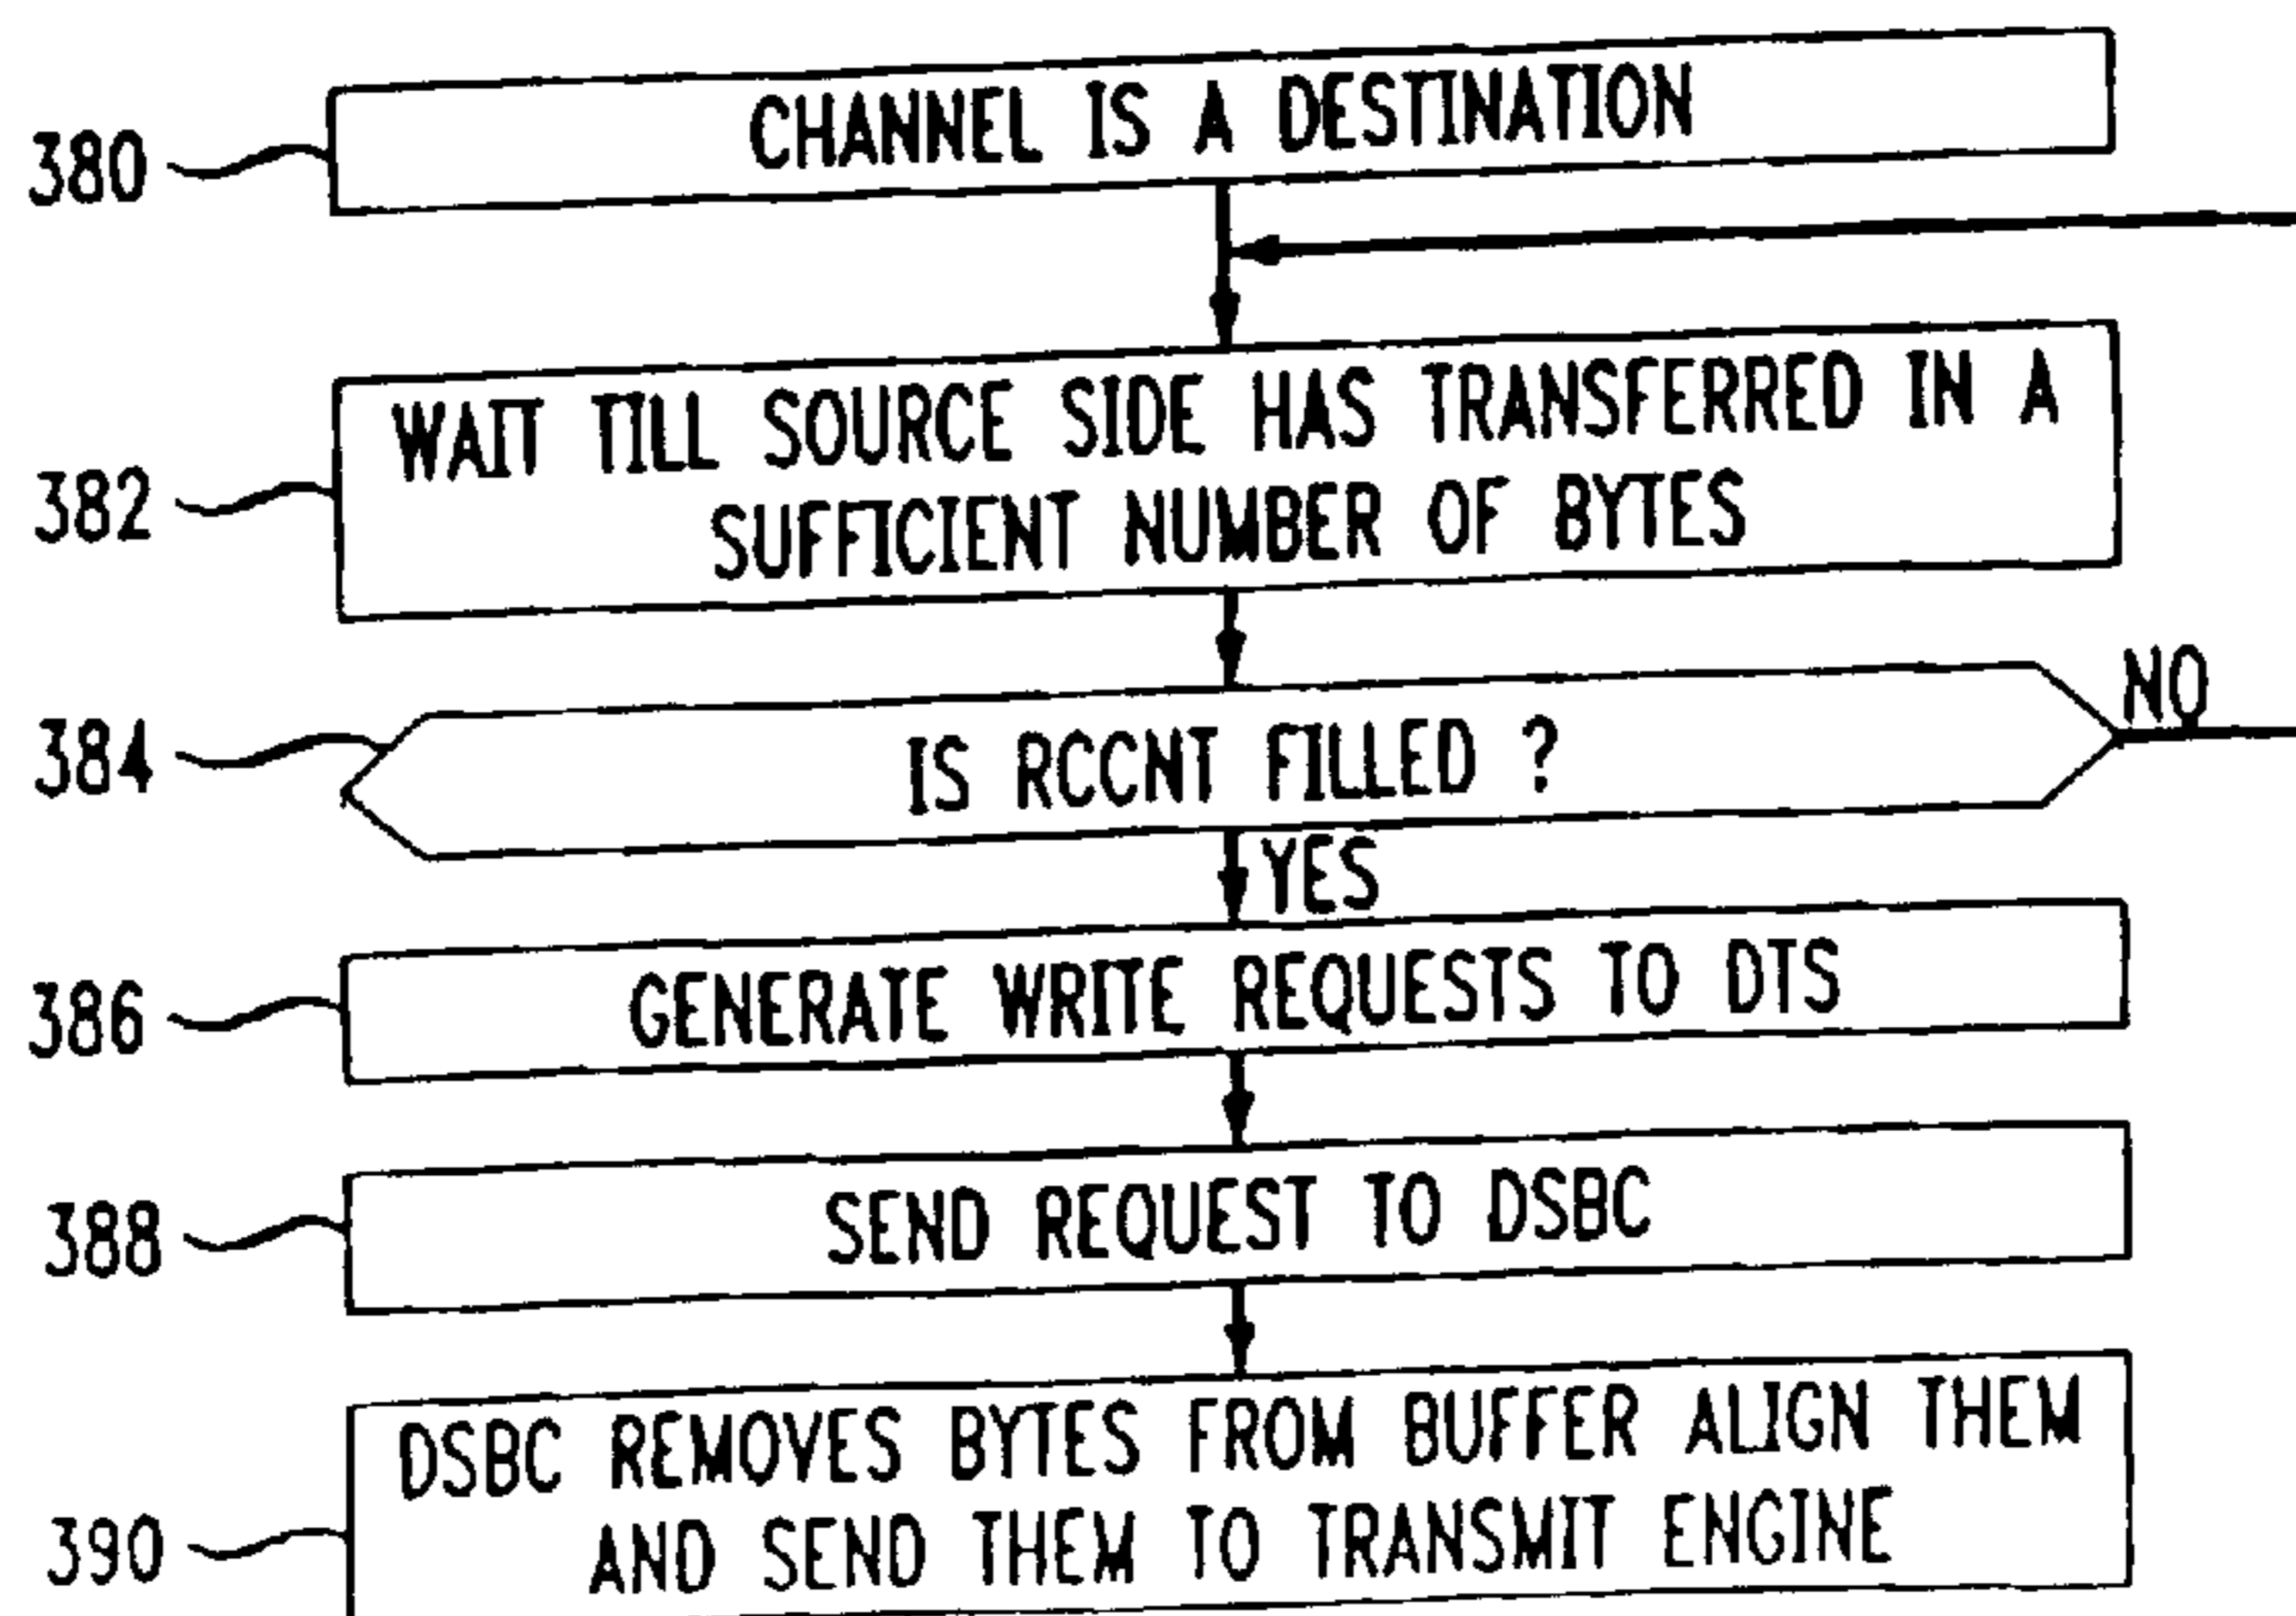 380
CHANNEL IS A DESTINATION
382
WAIT TILL SOURCE SIDE HAS TRANSFERRED IN A
SUFFICIENT NUMBER OF BYTES
384
IS RCCNT FILLED ?
NO
YES
386
GENERATE WRITE REQUESTS TO DTS
388
SEND REQUEST TO DSBC
390
DSBC REMOVES BYTES FROM BUFFER ALIGN THEM
AND SEND THEM TO TRANSMIT ENGINE